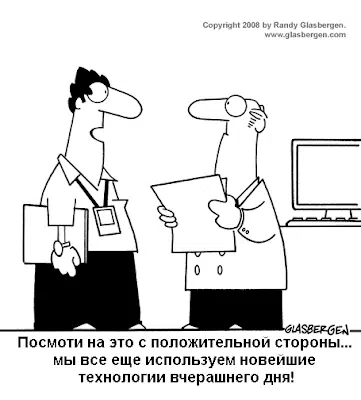 Copyright 2008 by Randy Glasbergen.
www.glasbergen.com
GLASBERGEN
Посмоти на это с положительной стороны...
мы все еще используем новейшие
технологии вчерашнего дня!